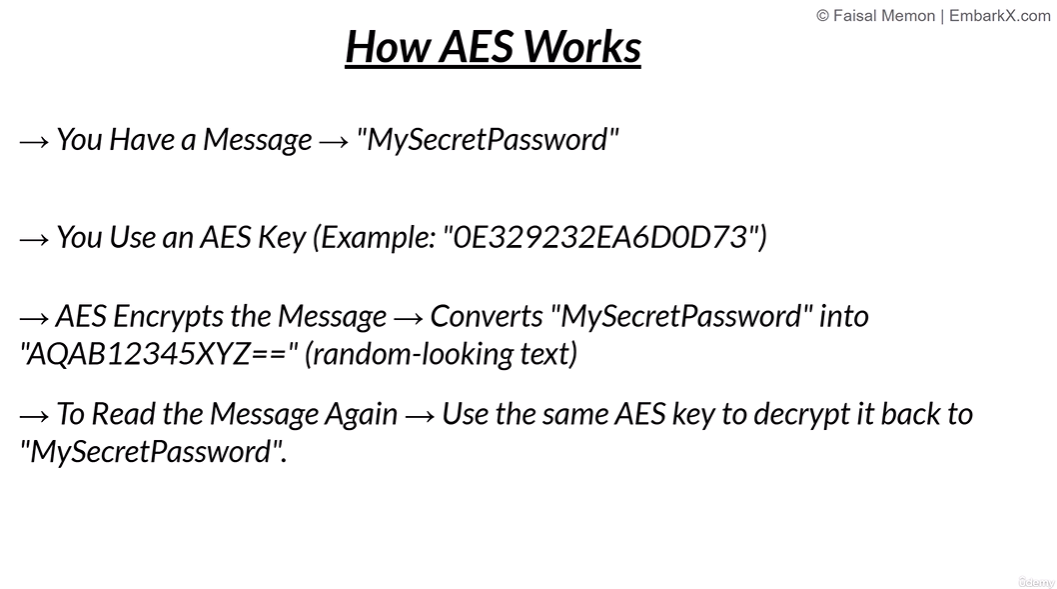 © Faisal Memon | EmbarkX.com
How AES Works
→ You Have a Message → "MySecretPassword"
→ You Use an AES Key (Example: "0E329232EA6D0D73")
→ AES Encrypts the Message → Converts "MySecretPassword" into
"AQAB12345XYZ==" (random-looking text)
→ To Read the Message Again → Use the same AES key to decrypt it back to
"MySecretPassword".
ûdemy